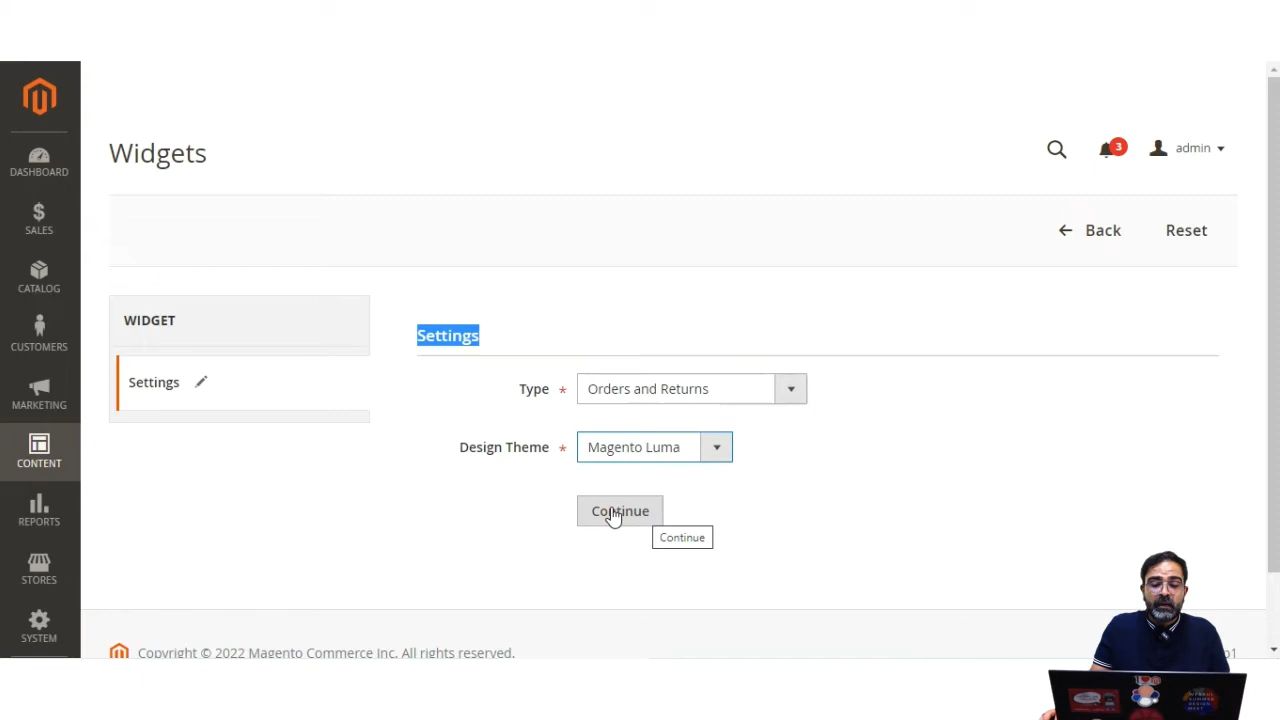 Widgets
3
admin
DASHBOARD
SALES
CATALOG
CUSTOMERS
MARKETING
CONTENT
REPORTS
STORES
SYSTEM
Back
Reset
WIDGET
Settings
Settings
Type * Orders and Returns
Design Theme * Magento Luma
Continue
Continue
Copyright © 2022 Magento Commerce Inc. All rights reserved.